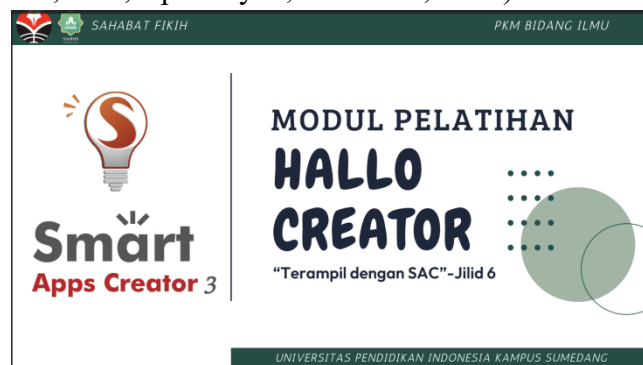 SAHABAT FIKIH
PKM BIDANG ILMU
MODUL PELATIHAN
HALLO
CREATOR
"Terampil dengan SAC"-Jilid 6
Smart
Apps Creator 3
UNIVERSITAS PENDIDIKAN INDONESIA KAMPUS SUMEDANG